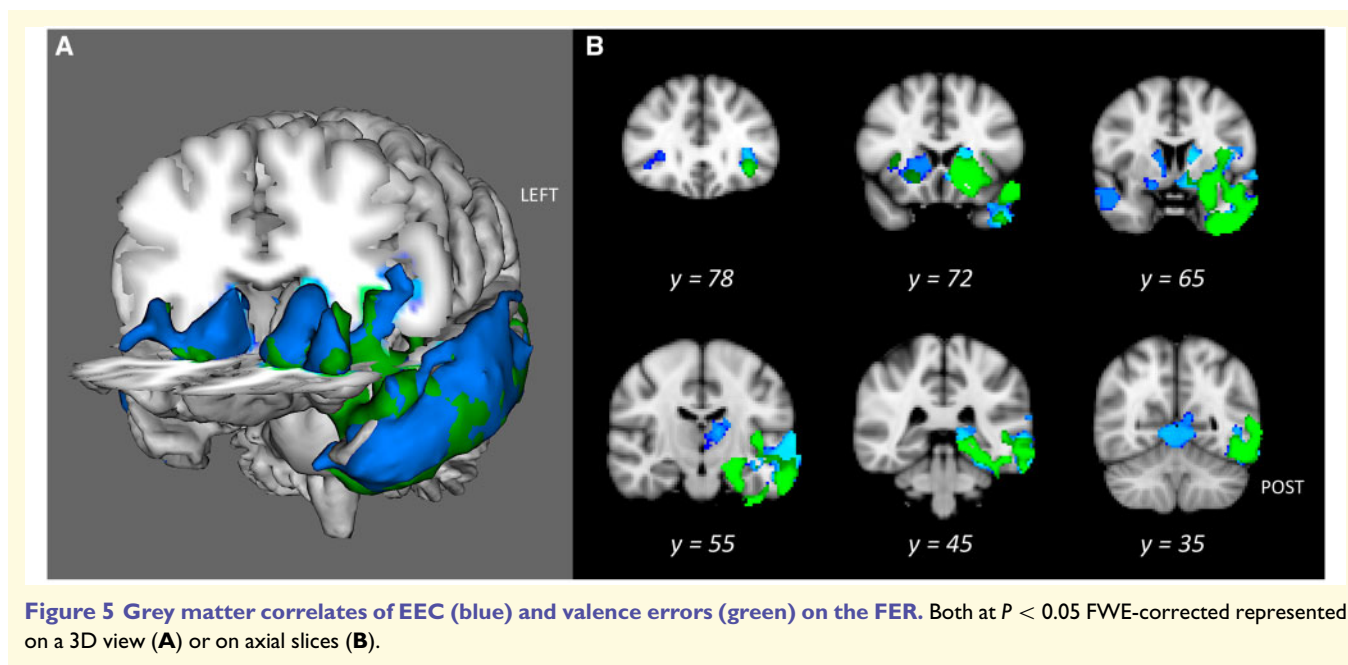 A
B
LEFT
y = 78
y = 72
y = 65
y = 55
y = 45
y = 35
POST
Figure 5 Grey matter correlates of EEC (blue) and valence errors (green) on the FER. Both at P < 0.05 FWE-corrected represented
on a 3D view (A) or on axial slices (B).